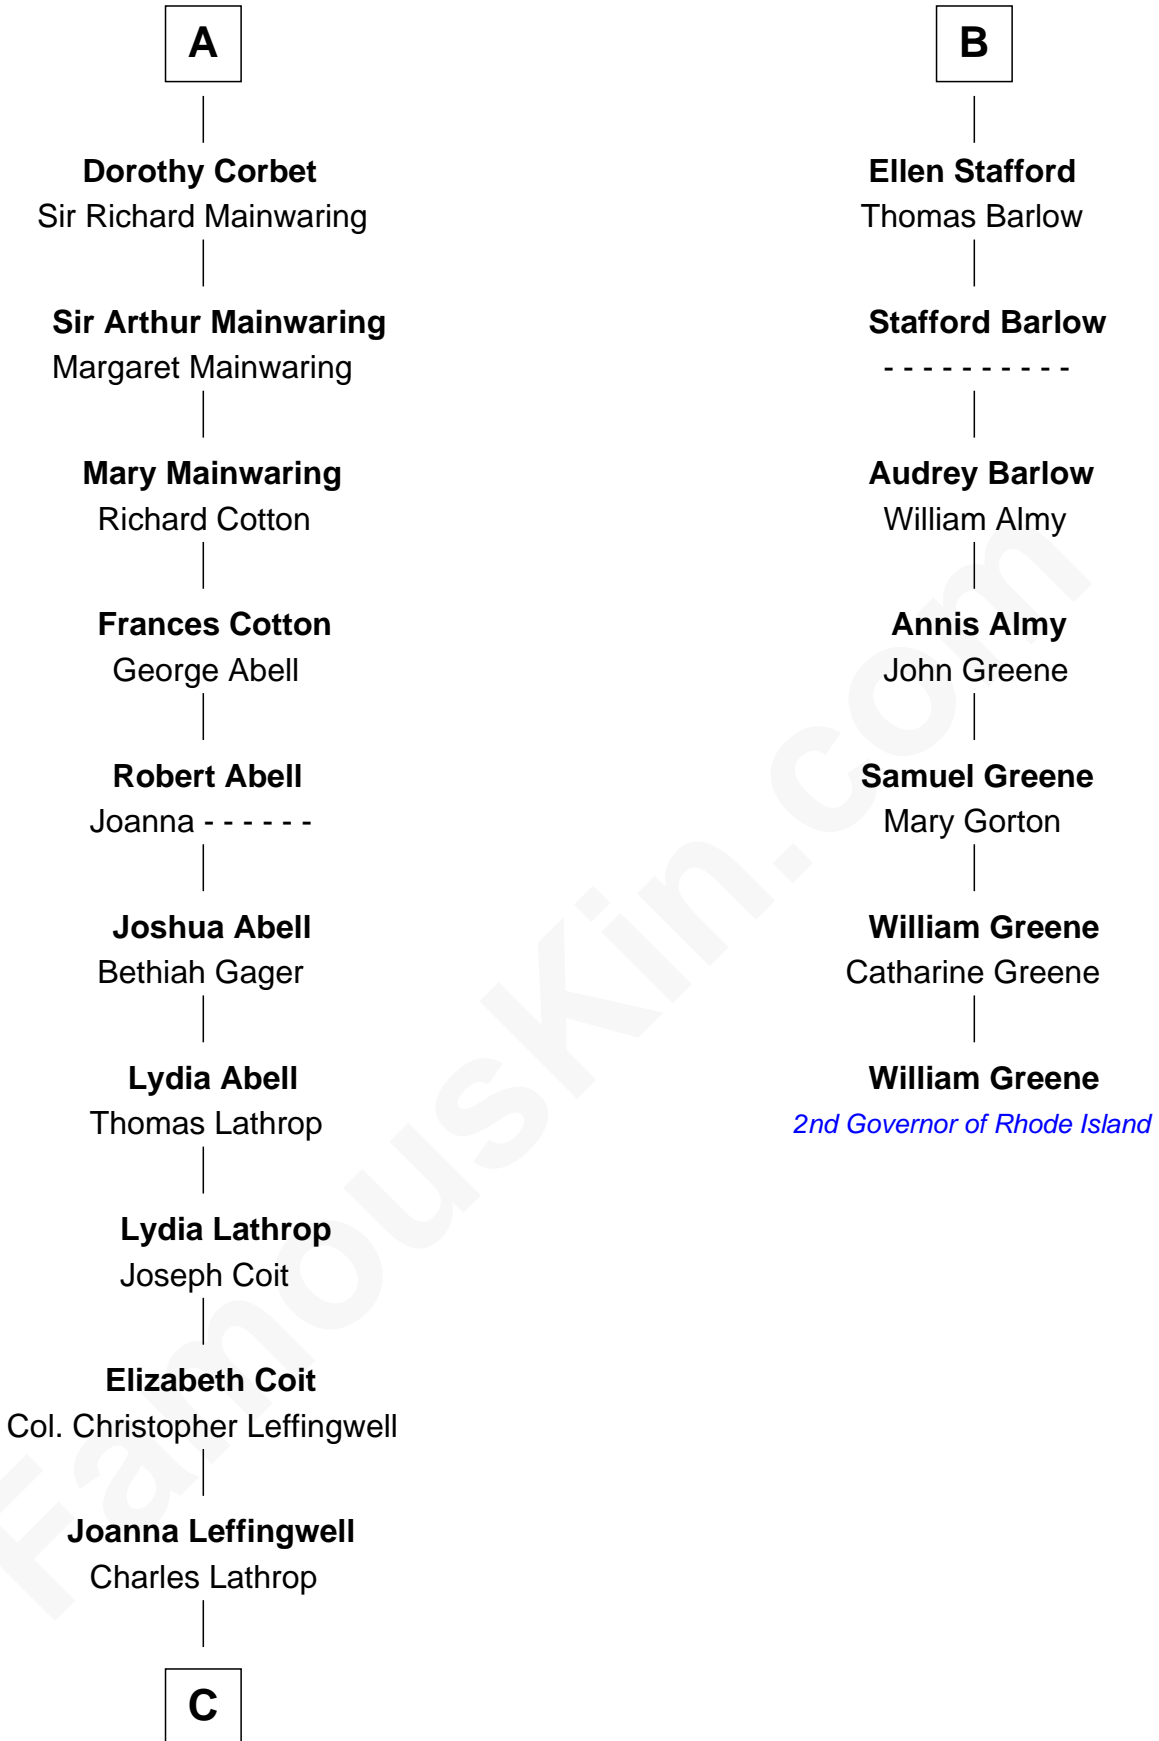 A
Dorothy Corbet
Sir Richard Mainwaring
Sir Arthur Mainwaring
Margaret Mainwaring
Mary Mainwaring
Richard Cotton
Frances Cotton
George Abell
Robert Abell
Joanna - - - - - -
Joshua Abell
Bethiah Gager
Lydia Abell
Thomas Lathrop
Lydia Lathrop
Joseph Coit
Elizabeth Coit
Col. Christopher Leffingwell
Joanna Leffingwell
Charles Lathrop
C
B
Ellen Stafford
Thomas Barlow
Stafford Barlow
- - - - - - - - - -
Audrey Barlow
William Almy
Annis Almy
John Greene
Samuel Greene
Mary Gorton
William Greene
Catharine Greene
William Greene
2nd Governor of Rhode Island
FamousKin.com